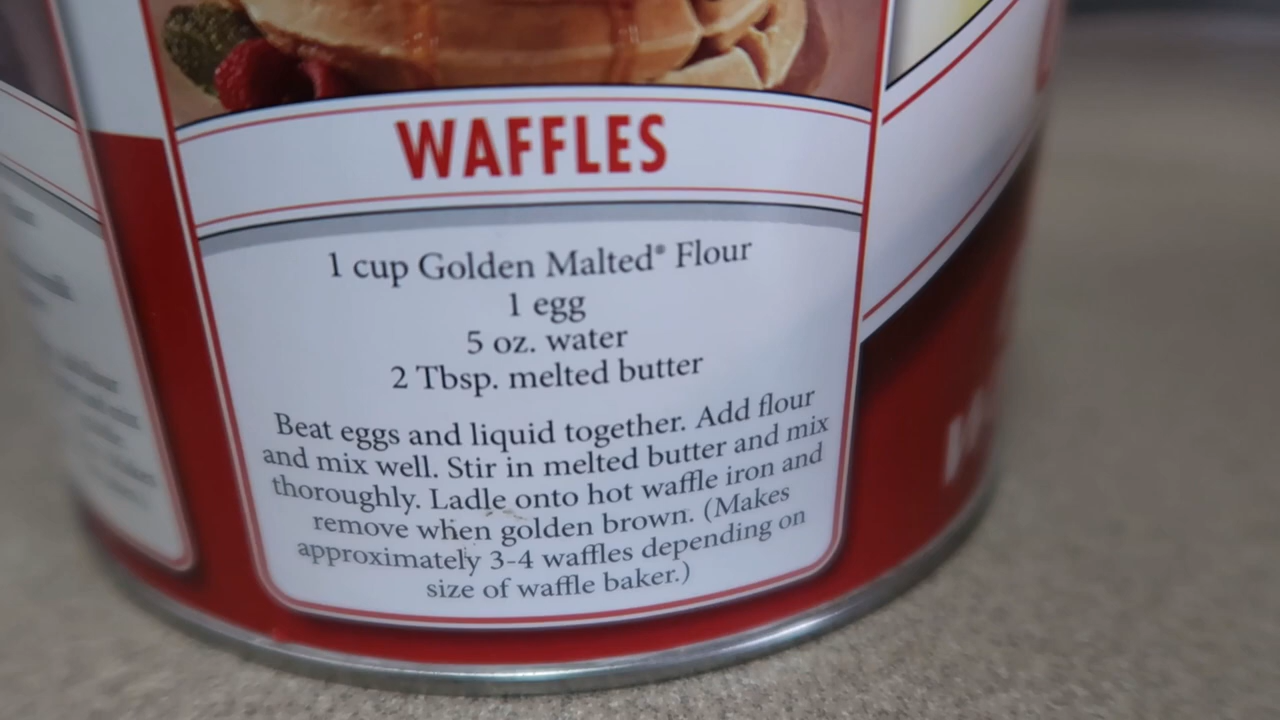 WAFFLES
1 cup Golden Malted® Flour
1 egg
5 oz. water
2 Tbsp. melted butter
Beat eggs and liquid together. Add flour
and mix well. Stir in melted butter and mix
thoroughly. Ladle onto hot waffle iron and
remove when golden brown. (Makes
approximately 3-4 waffles depending on
size of waffle baker.)